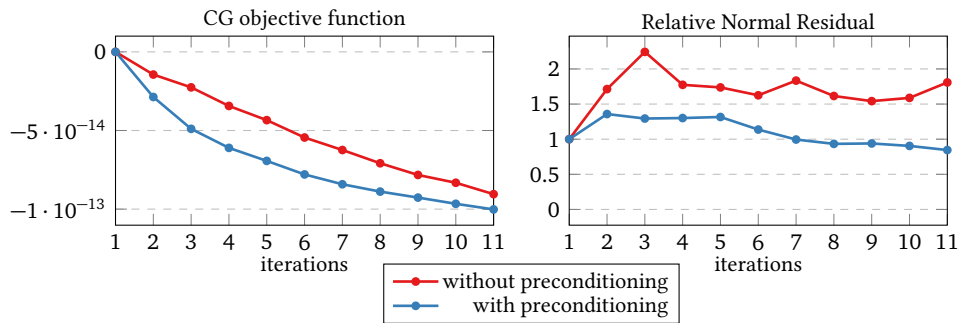 CG objective function
0
−5 · 10⁻¹⁴
−1 · 10⁻¹³
1 2 3 4 5 6 7 8 9 10 11
iterations
Relative Normal Residual
2
1.5
1
0.5
0
1 2 3 4 5 6 7 8 9 10 11
iterations
without preconditioning
with preconditioning